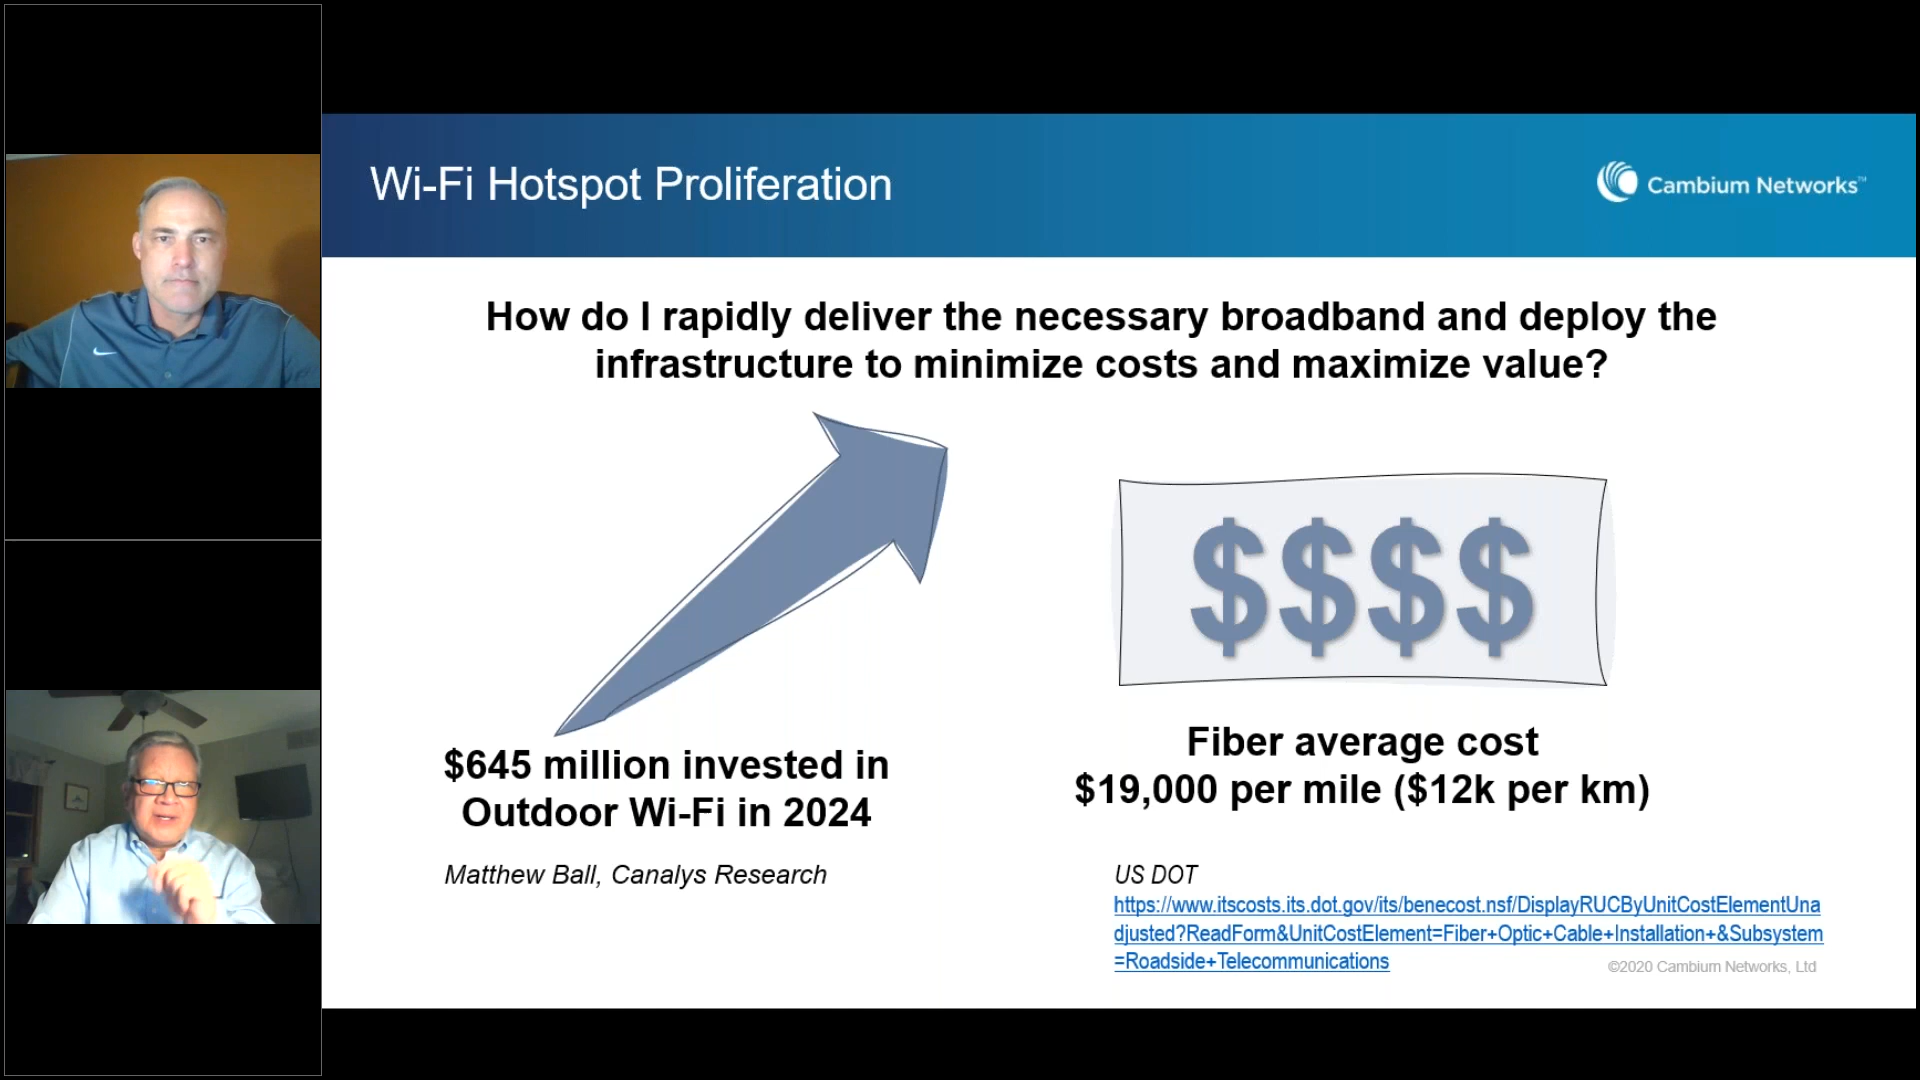 Wi-Fi Hotspot Proliferation
Cambium Networks™
How do I rapidly deliver the necessary broadband and deploy the
infrastructure to minimize costs and maximize value?
$$$$
$645 million invested in
Outdoor Wi-Fi in 2024
Matthew Ball, Canalys Research
Fiber average cost
$19,000 per mile ($12k per km)
US DOT
https://www.itscosts.its.dot.gov/its/benecost.nsf/DisplayRUCByUnitCostElementUna
djusted?ReadForm&UnitCostElement=Fiber+Optic+Cable+Installation+&Subsystem
=Roadside+Telecommunications
©2020 Cambium Networks, Ltd